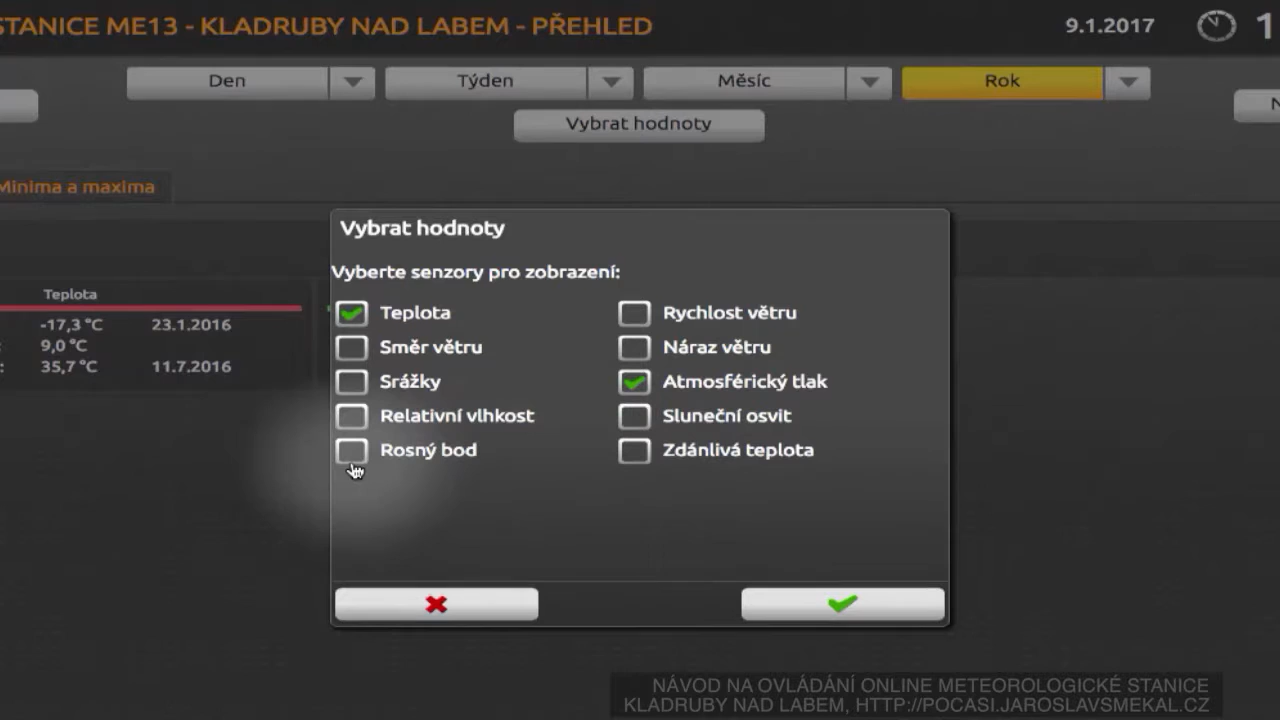 STANICE ME13 - KLADRUBY NAD LABEM - PŘEHLED
9.1.2017
Den
Týden
Měsíc
Rok
Vybrat hodnoty
Minima a maxima
Vybrat hodnoty
Vyberte senzory pro zobrazení:
Teplota
-17,3 °C 23.1.2016
9,0 °C
35,7 °C 11.7.2016
Teplota
Rychlost větru
Směr větru
Náraz větru
Srážky
Atmosférický tlak
Relativní vlhkost
Sluneční osvit
Rosný bod
Zdánlivá teplota
NÁVOD NA OVLÁDÁNÍ ONLINE METEOROLOGICKÉ STANICE
KLADRUBY NAD LABEM, HTTP://POCASI.JAROSLAVSMEKAL.CZ